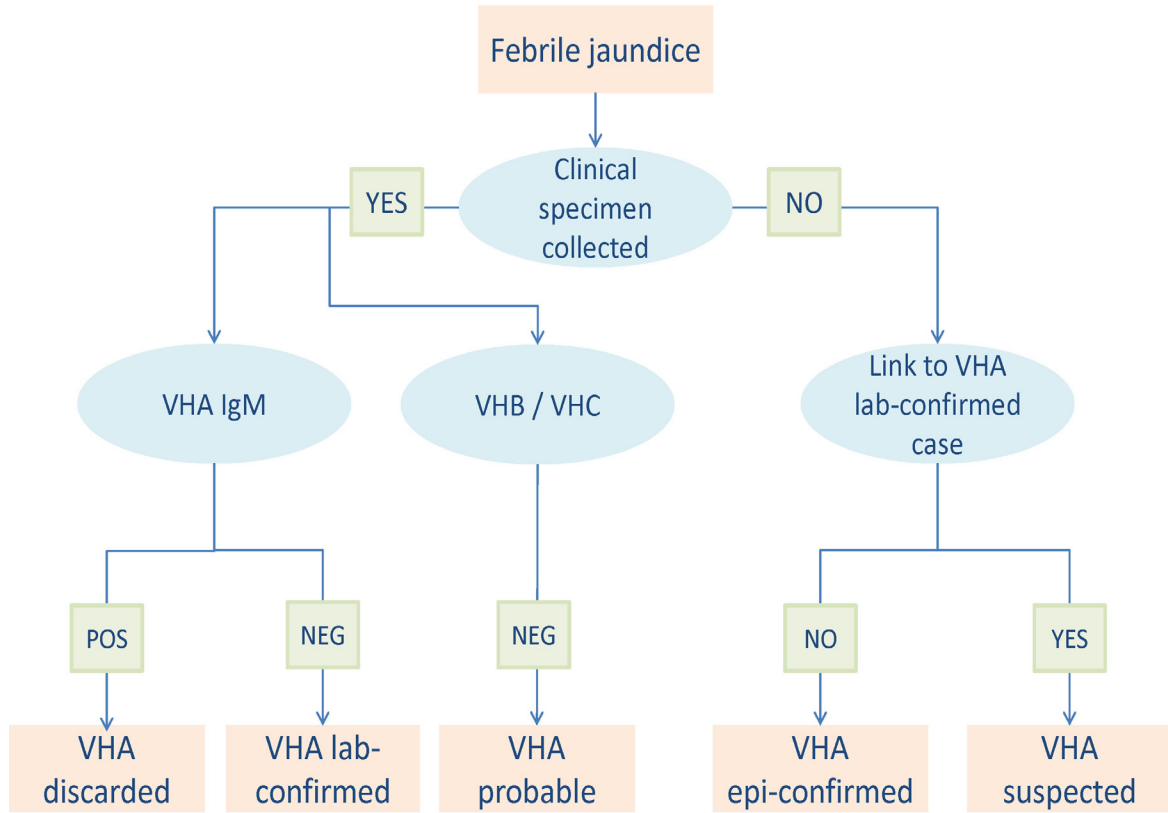 Febrile jaundice
Clinical
specimen
collected
YES
NO
VHA IgM
VHB / VHC
Link to VHA
lab-confirmed
case
POS
NEG
NEG
NO
YES
VHA
discarded
VHA lab-
confirmed
VHA
probable
VHA
epi-confirmed
VHA
suspected